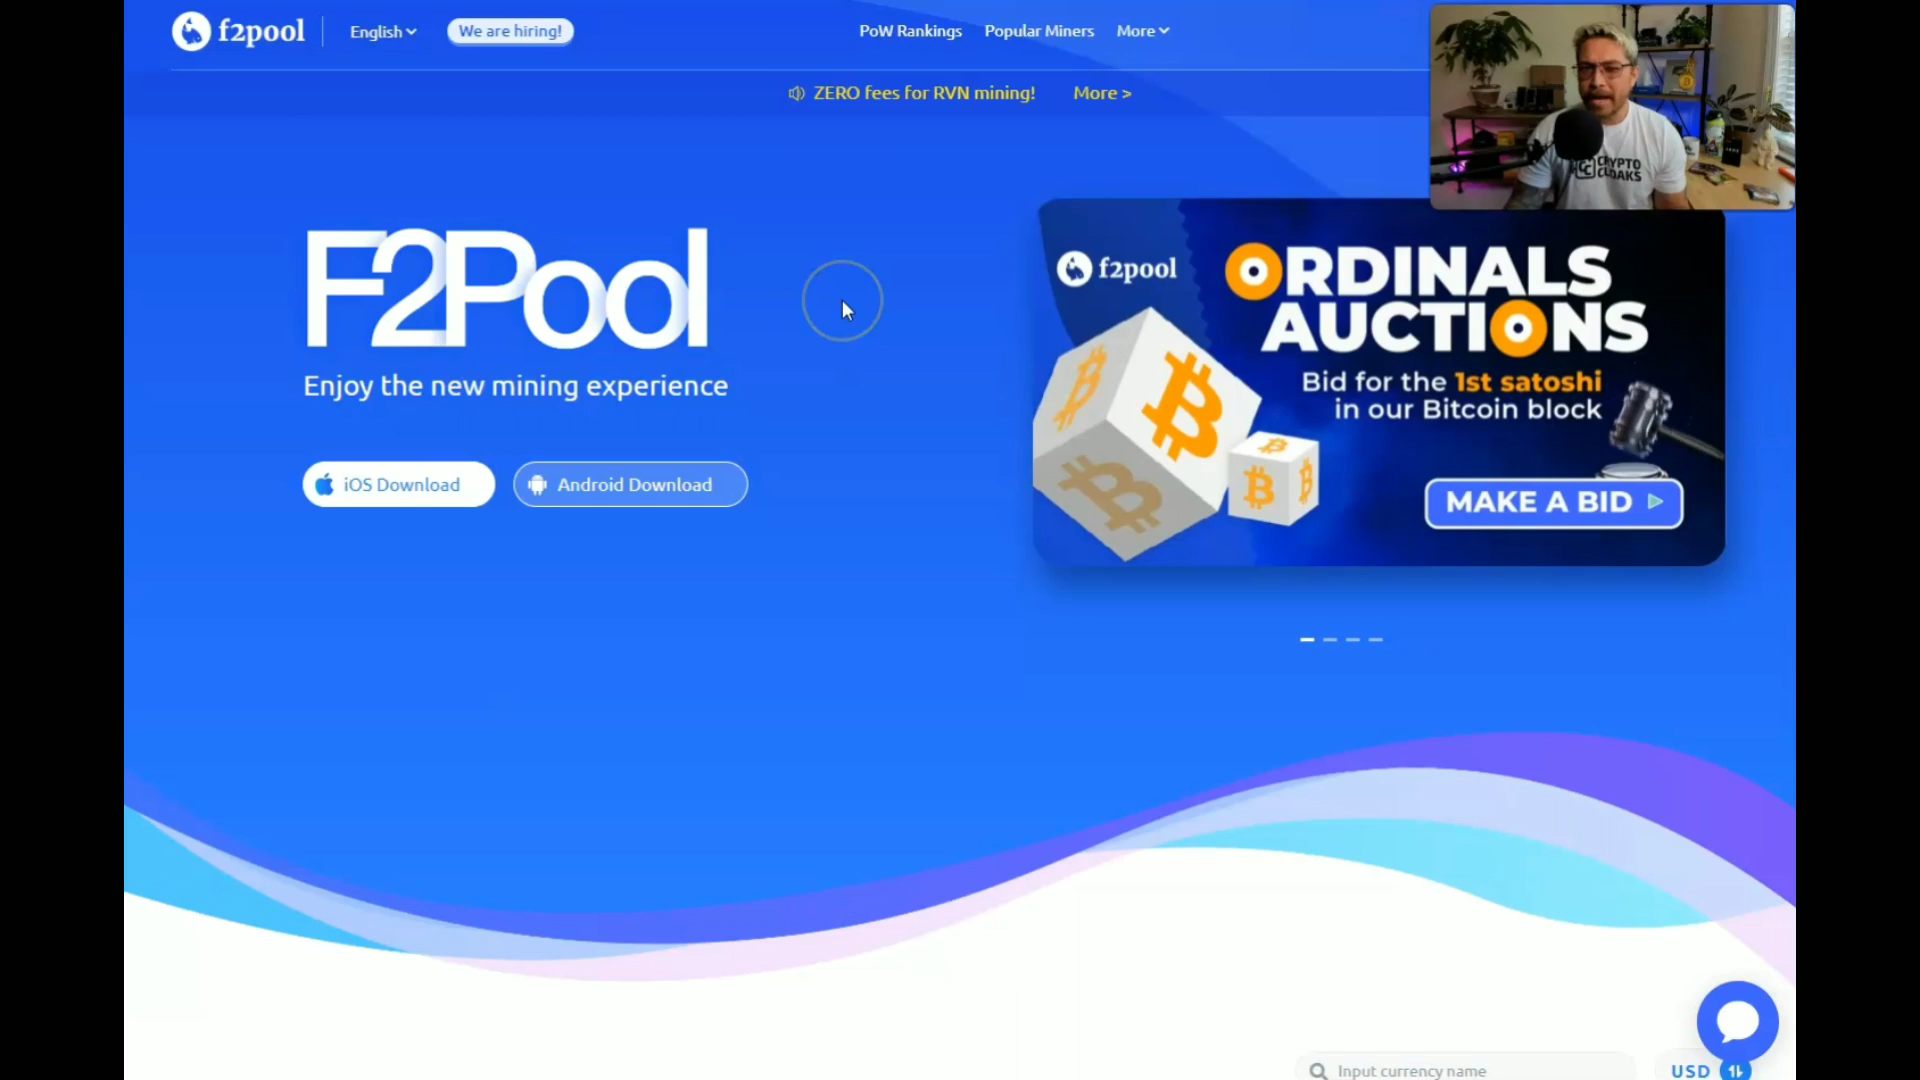 f2pool
English
We are hiring!
PoW Rankings
Popular Miners
More
ZERO fees for RVN mining!
More >
CRYPTO
CLOAKS
F2Pool
Enjoy the new mining experience
iOS Download
Android Download
f2pool
ORDINALS
AUCTIONS
Bid for the 1st satoshi
in our Bitcoin block
MAKE A BID
Input currency name
USD